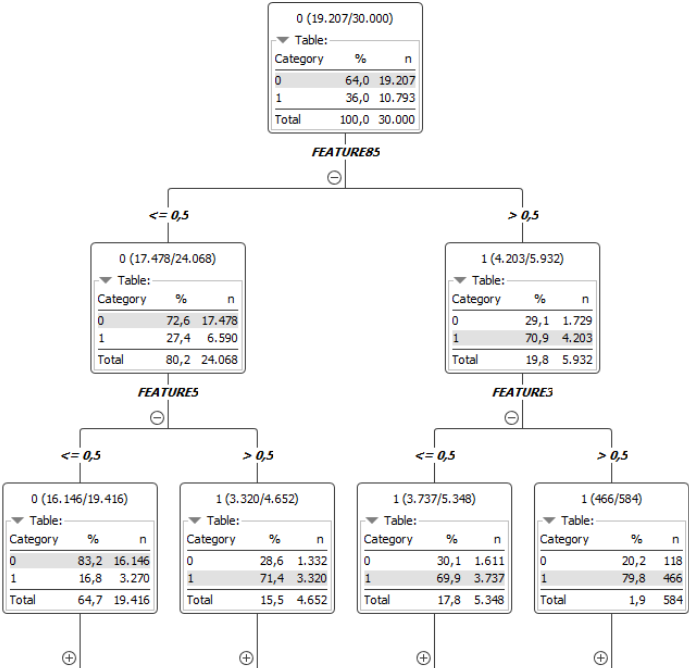 0 (19.207/30.000)
Table:
Category % n
0 64,0 19.207
1 36,0 10.793
Total 100,0 30.000
FEATURE85
<= 0,5
> 0,5
0 (17.478/24.068)
Table:
Category % n
0 72,6 17.478
1 27,4 6.590
Total 80,2 24.068
1 (4.203/5.932)
Table:
Category % n
0 29,1 1.729
1 70,9 4.203
Total 19,8 5.932
FEATURE5
FEATURE3
<= 0,5
> 0,5
<= 0,5
> 0,5
0 (16.146/19.416)
Table:
Category % n
0 83,2 16.146
1 16,8 3.270
Total 64,7 19.416
1 (3.320/4.652)
Table:
Category % n
0 28,6 1.332
1 71,4 3.320
Total 15,5 4.652
1 (3.737/5.348)
Table:
Category % n
0 30,1 1.611
1 69,9 3.737
Total 17,8 5.348
1 (466/584)
Table:
Category % n
0 20,2 118
1 79,8 466
Total 1,9 584